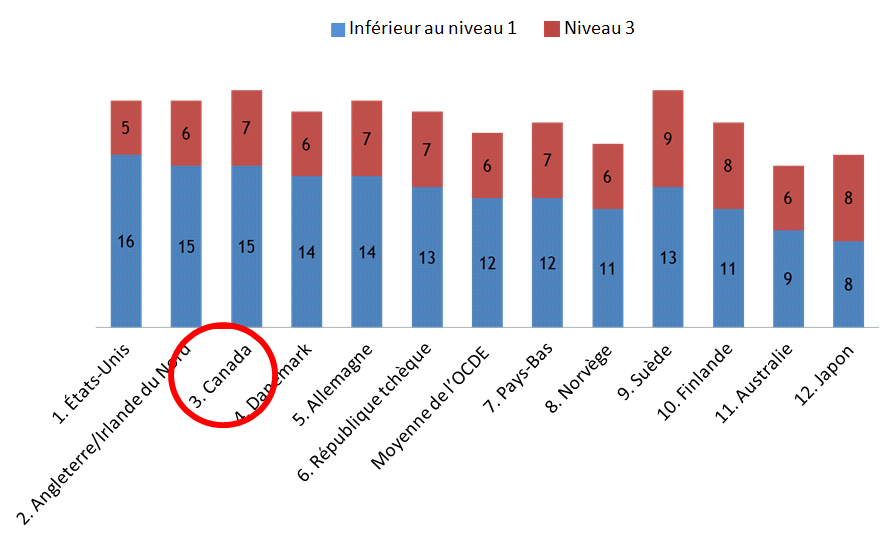 Inférieur au niveau 1 Niveau 3
5 6 7 6 7 7 6 7 6 9 8 6 8
16 15 15 14 14 13 12 12 11 13 11 9 8
1. États-Unis
2. Angleterre/Irlande du Nord
3. Canada
4. Danemark
5. Allemagne
6. République tchèque
Moyenne de l'OCDE
7. Pays-Bas
8. Norvège
9. Suède
10. Finlande
11. Australie
12. Japon